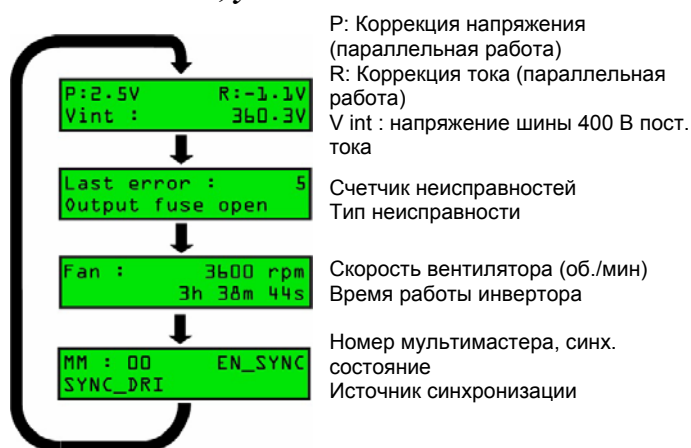 P: Коррекция напряжения
(параллельная работа)
R: Коррекция тока (параллельная
работа)
V int : напряжение шины 400 В пост.
тока
P:2.5V R:-1.1V
Vint : 360.3V
Last error : 5
Output fuse open
Счетчик неисправностей
Тип неисправности
Fan : 3600 rpm
3h 38m 44s
Скорость вентилятора (об./мин)
Время работы инвертора
MM : 00 EN_SYNC
SYNC_DRI
Номер мультимастера, синх.
состояние
Источник синхронизации